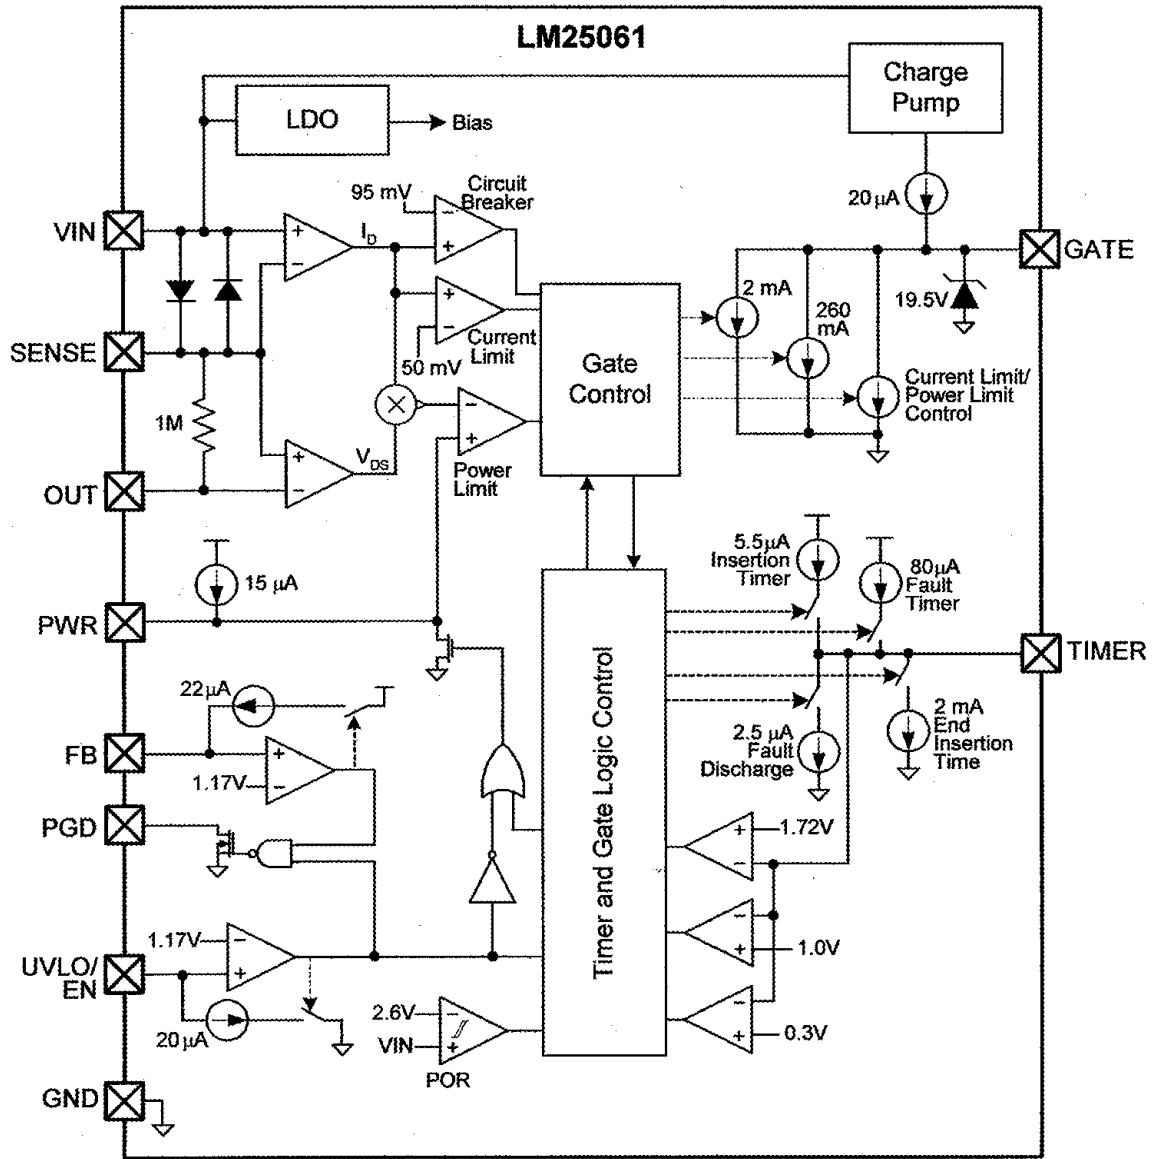 LM25061
Charge
Pump
LDO
Bias
20 μA
95 mV
Circuit
Breaker
VIN
+
−
I_D
−
+
GATE
2 mA
260
mA
19.5V
SENSE
+
−
Current
Limit
50 mV
Gate
Control
Current Limit/
Power Limit
Control
1M
×
−
+
Power
Limit
+
−
V_DS
OUT
15 μA
PWR
5.5μA
Insertion
Timer
80μA
Fault
Timer
TIMER
22μA
FB
+
−
1.17V
2.5 μA
Fault
Discharge
2 mA
End
Insertion
Time
PGD
Timer and Gate Logic Control
+
−
1.72V
−
+
1.0V
1.17V
−
+
UVLO/
EN
20μA
2.6V
−
VIN
+
POR
−
+
0.3V
GND